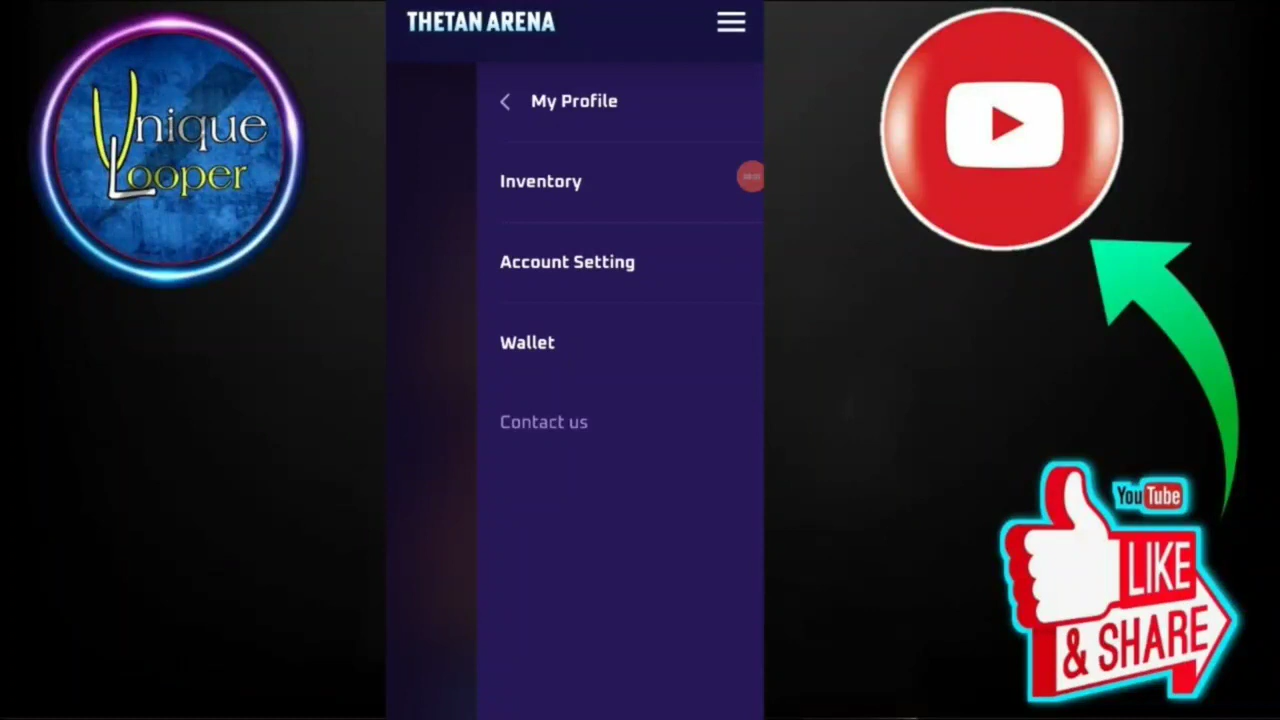 Unique
Looper
THETAN ARENA
My Profile
Inventory
Account Setting
Wallet
Contact us
YouTube
LIKE
& SHARE